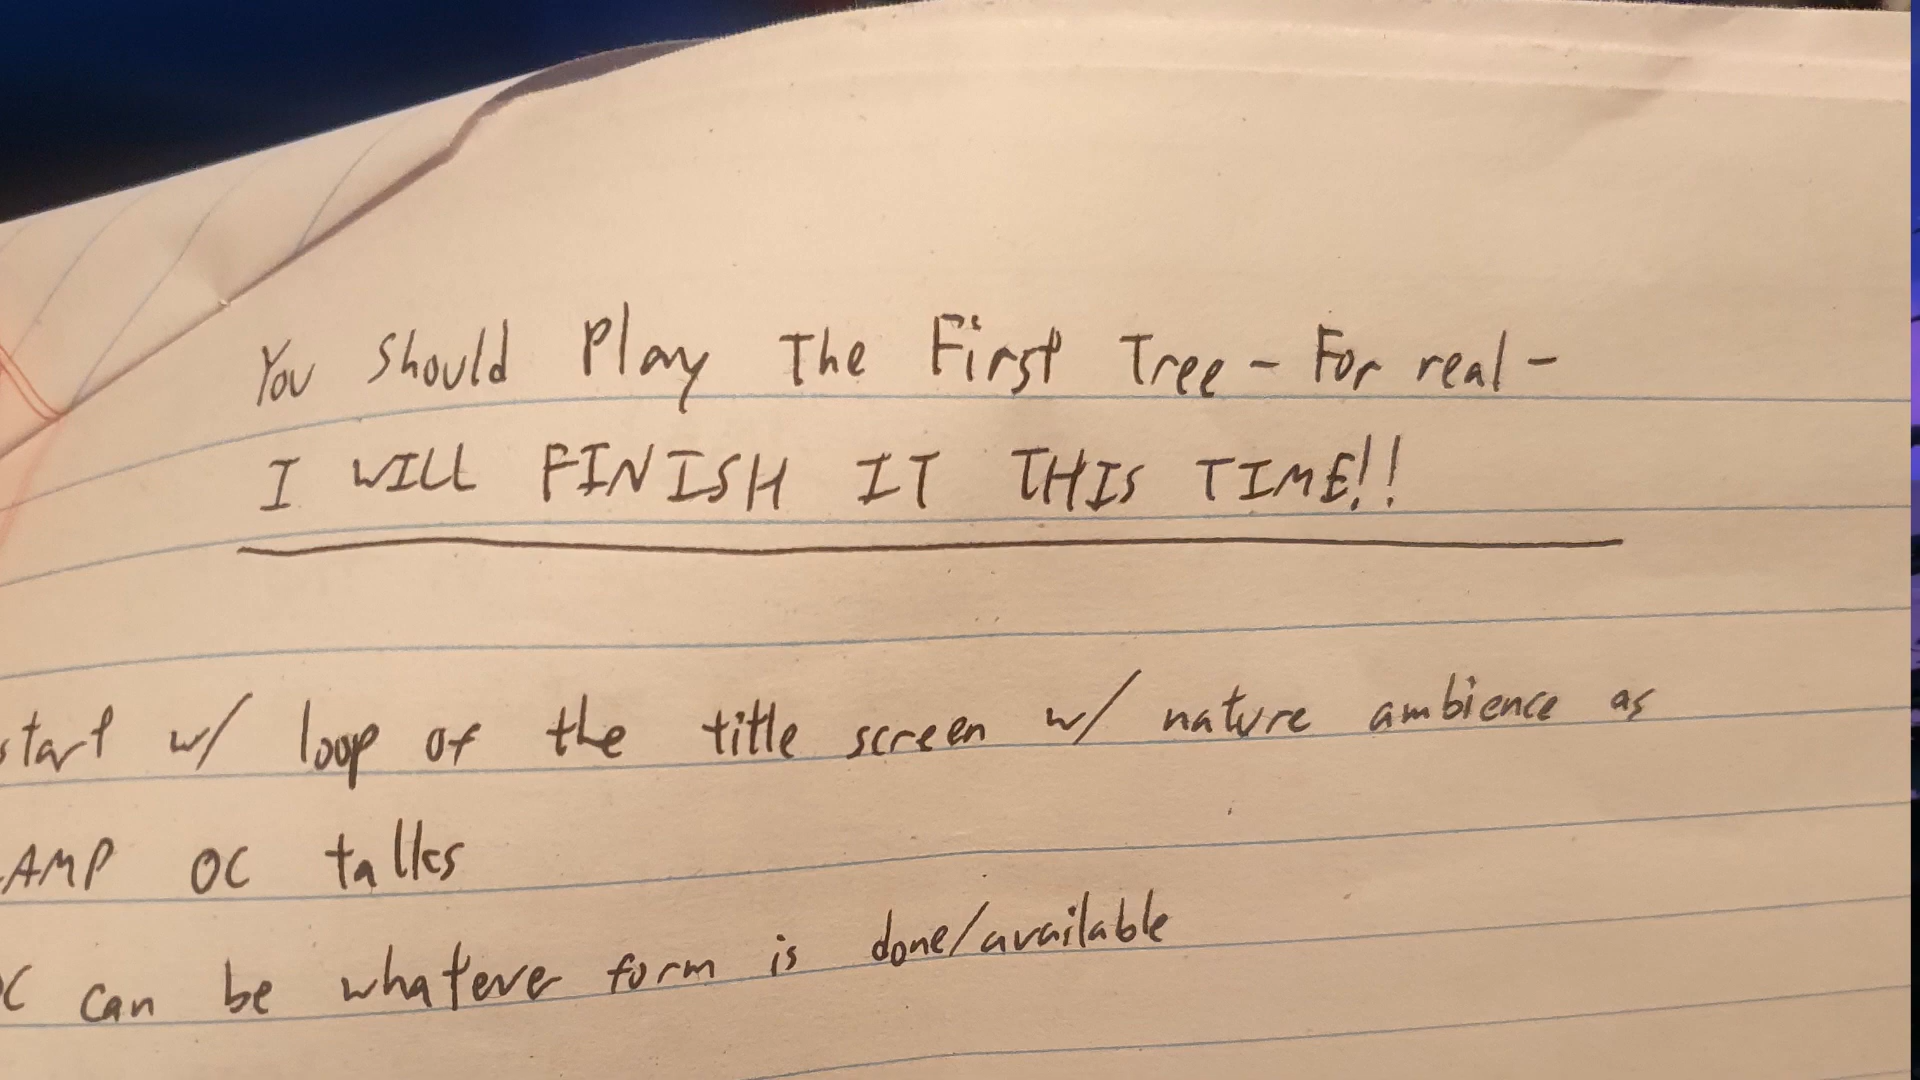 You Should Play The First Tree - For real -
I WILL FINISH IT THIS TIME!!
start w/ loop of the title screen w/ nature ambience as
AMP OC talks
can be whatever form is done/available